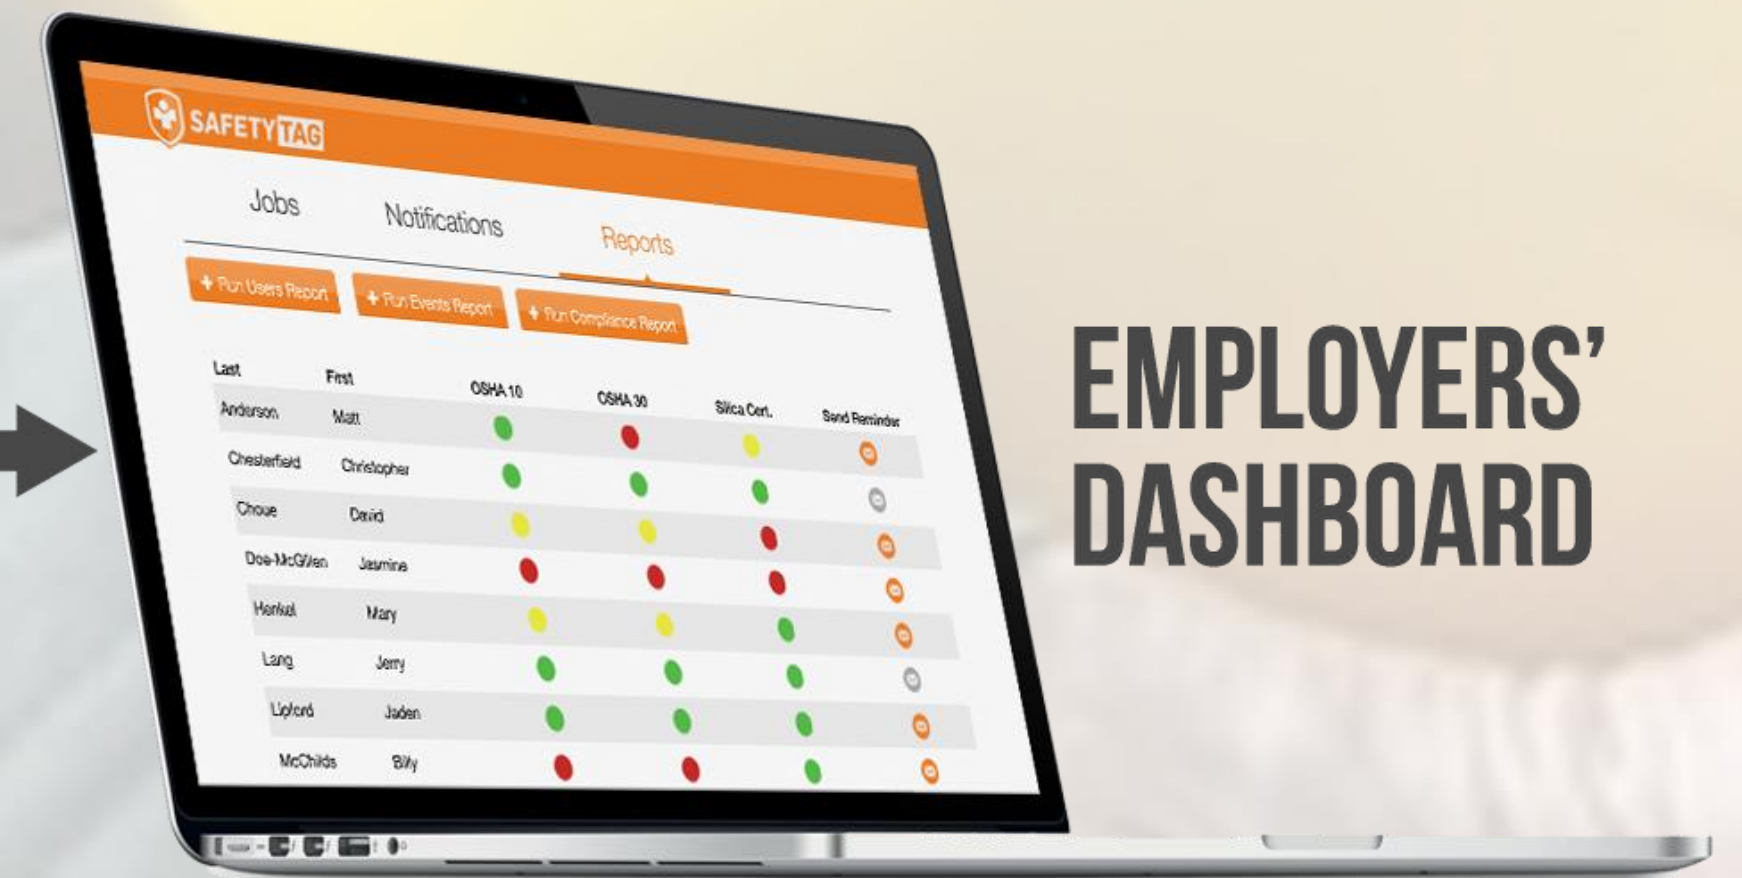 SAFETY TAG
Jobs Notifications Reports
+ Run Users Report + Run Events Report + Run Compliance Report
Last First OSHA 10 OSHA 30 Silica Cert. Send Reminder
Anderson Matt
Chesterfield Christopher
Choue David
Doe-McGillen Jasmine
Henkel Mary
Lang Jerry
Lipford Jaden
McChilds Billy
EMPLOYERS’
DASHBOARD